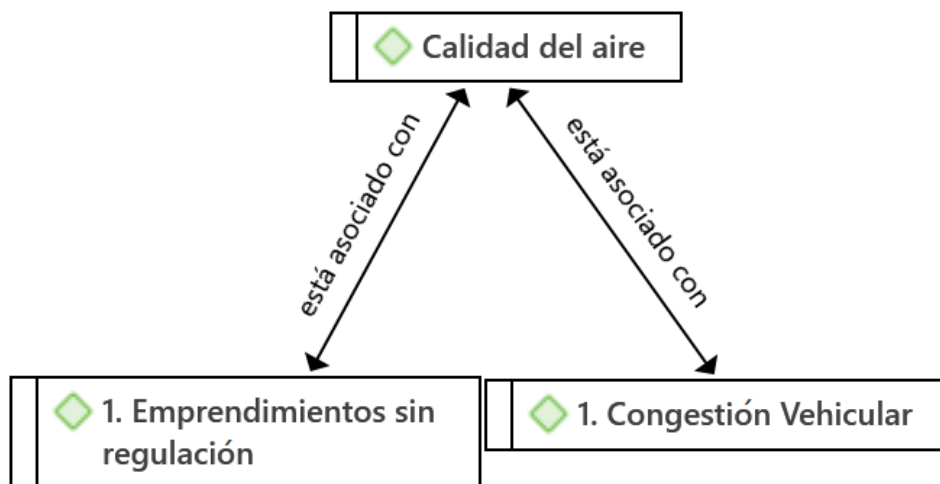 Calidad del aire
está asociado con
está asociado con
1. Emprendimientos sin
regulación
1. Congestión Vehicular